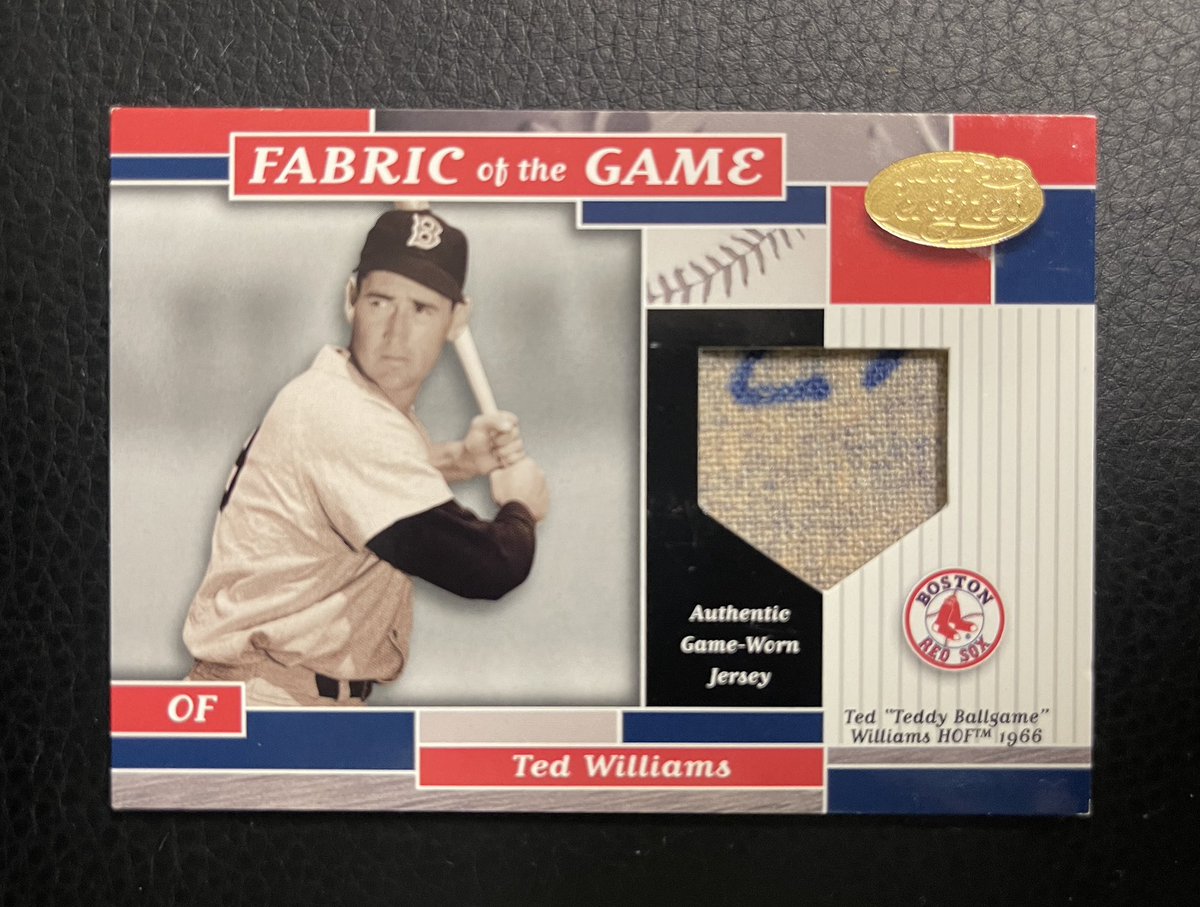 FABRIC of the GAME
B
Authentic
Game-Worn
Jersey
BOSTON
RED SOX
OF
Ted "Teddy Ballgame"
Williams HOF™ 1966
Ted Williams